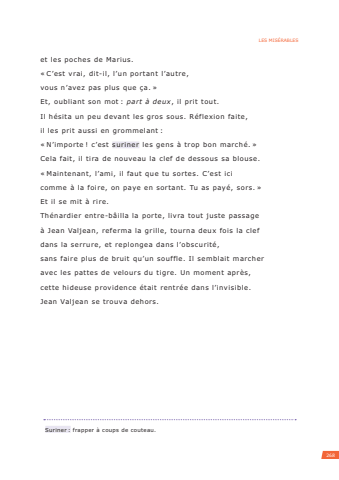 LES MISÉRABLES
et les poches de Marius.
« C’est vrai, dit-il, l’un portant l’autre,
vous n’avez pas plus que ça. »
Et, oubliant son mot : part à deux, il prit tout.
Il hésita un peu devant les gros sous. Réflexion faite,
il les prit aussi en grommelant :
« N’importe ! c’est suriner les gens à trop bon marché. »
Cela fait, il tira de nouveau la clef de dessous sa blouse.
« Maintenant, l’ami, il faut que tu sortes. C’est ici
comme à la foire, on paye en sortant. Tu as payé, sors. »
Et il se mit à rire.
Thénardier entre-bâilla la porte, livra tout juste passage
à Jean Valjean, referma la grille, tourna deux fois la clef
dans la serrure, et replongea dans l’obscurité,
sans faire plus de bruit qu’un souffle. Il semblait marcher
avec les pattes de velours du tigre. Un moment après,
cette hideuse providence était rentrée dans l’invisible.
Jean Valjean se trouva dehors.
Suriner : frapper à coups de couteau.